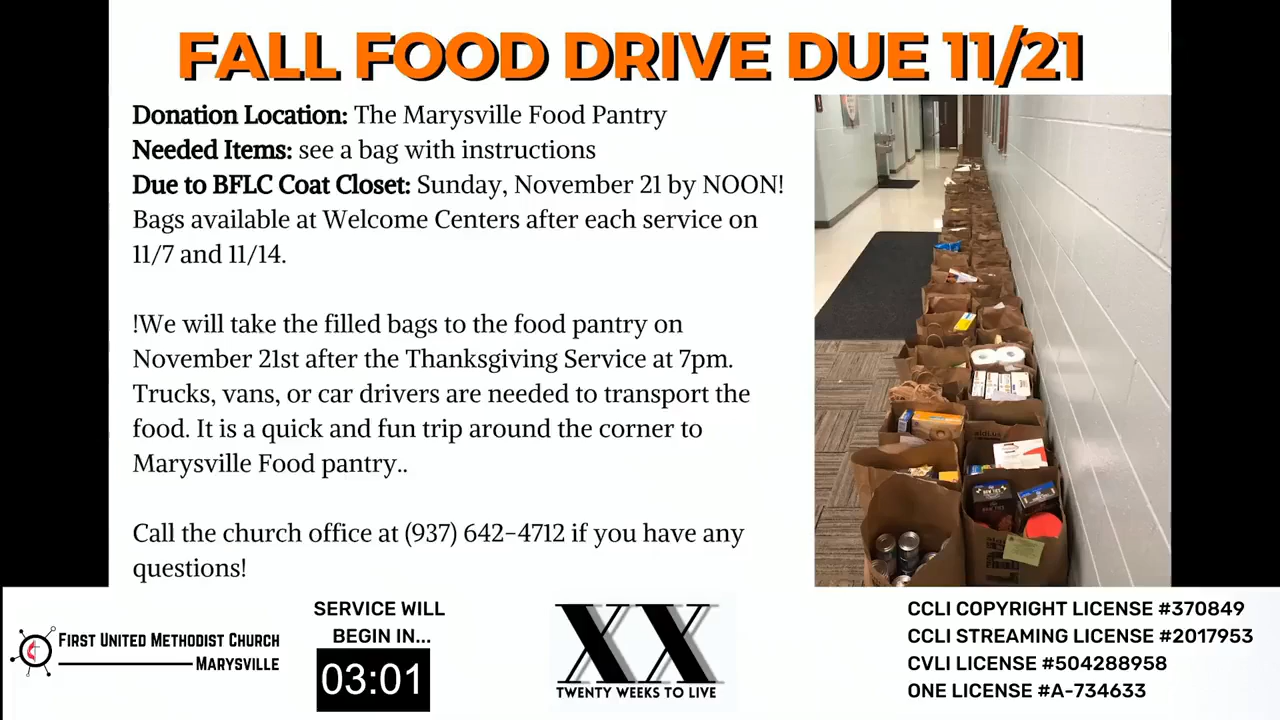 FALL FOOD DRIVE DUE 11/21
Donation Location: The Marysville Food Pantry
Needed Items: see a bag with instructions
Due to BFLC Coat Closet: Sunday, November 21 by NOON!
Bags available at Welcome Centers after each service on
11/7 and 11/14.
!We will take the filled bags to the food pantry on
November 21st after the Thanksgiving Service at 7pm.
Trucks, vans, or car drivers are needed to transport the
food. It is a quick and fun trip around the corner to
Marysville Food pantry..
Call the church office at (937) 642-4712 if you have any
questions!
FIRST UNITED METHODIST CHURCH
MARYSVILLE
SERVICE WILL
BEGIN IN...
03:01
XX
TWENTY WEEKS TO LIVE
CCLI COPYRIGHT LICENSE #370849
CCLI STREAMING LICENSE #2017953
CVLI LICENSE #504288958
ONE LICENSE #A-734633